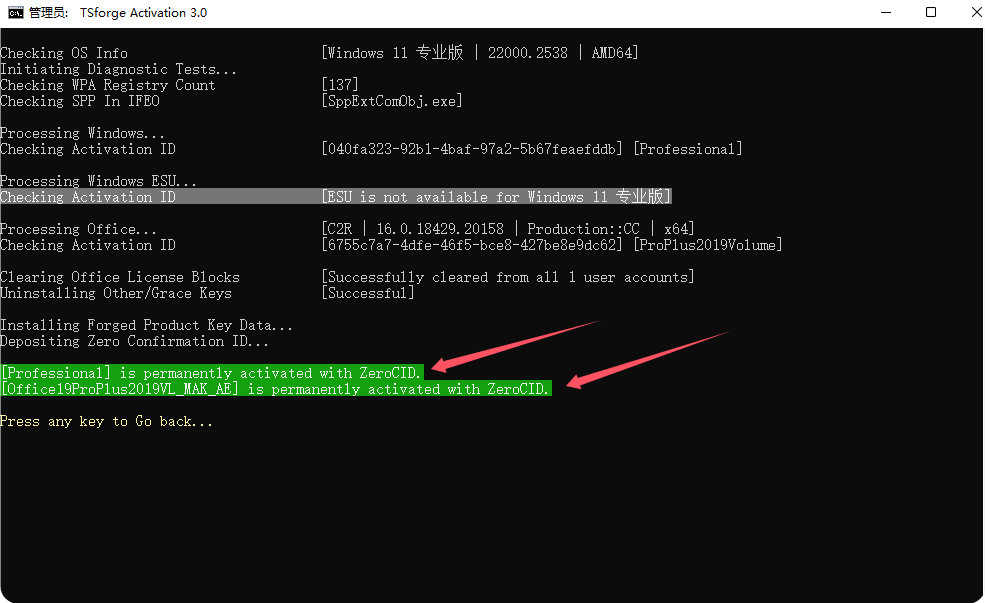 管理员: TSforge Activation 3.0
Checking OS Info [Windows 11 专业版 | 22000.2538 | AMD64]
Initiating Diagnostic Tests...
Checking WPA Registry Count [137]
Checking SPP In IFEO [SppExtComObj.exe]
Processing Windows...
Checking Activation ID [040fa323-92b1-4baf-97a2-5b67feaefddb] [Professional]
Processing Windows ESU...
Checking Activation ID [ESU is not available for Windows 11 专业版]
Processing Office... [C2R | 16.0.18429.20158 | Production::CC | x64]
Checking Activation ID [6755c7a7-4dfe-46f5-bce8-427be8e9dc62] [ProPlus2019Volume]
Clearing Office License Blocks [Successfully cleared from all 1 user accounts]
Uninstalling Other/Grace Keys [Successful]
Installing Forged Product Key Data...
Depositing Zero Confirmation ID...
[Professional] is permanently activated with ZeroCID.
[Office19ProPlus2019VL_MAK_AE] is permanently activated with ZeroCID.
Press any key to Go back...